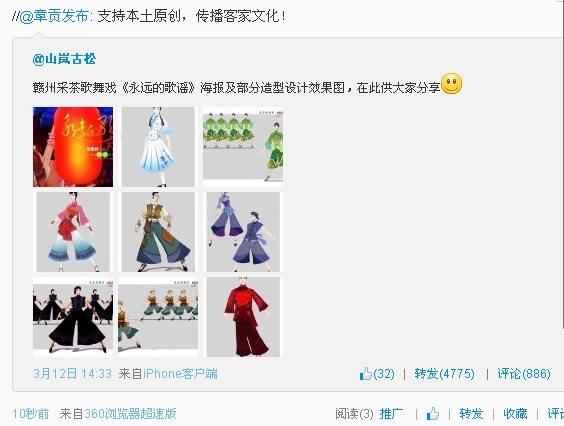 //@章贡发布: 支持本土原创，传播客家文化！
@山岚古松
赣州采茶歌舞戏《永远的歌谣》海报及部分造型设计效果图，在此供大家分享
3月12日 14:33 来自iPhone客户端
(32) | 转发(4775) | 评论(886)
10秒前 来自360浏览器超速版
阅读(3) 推广 | | 转发 | 收藏 | 评